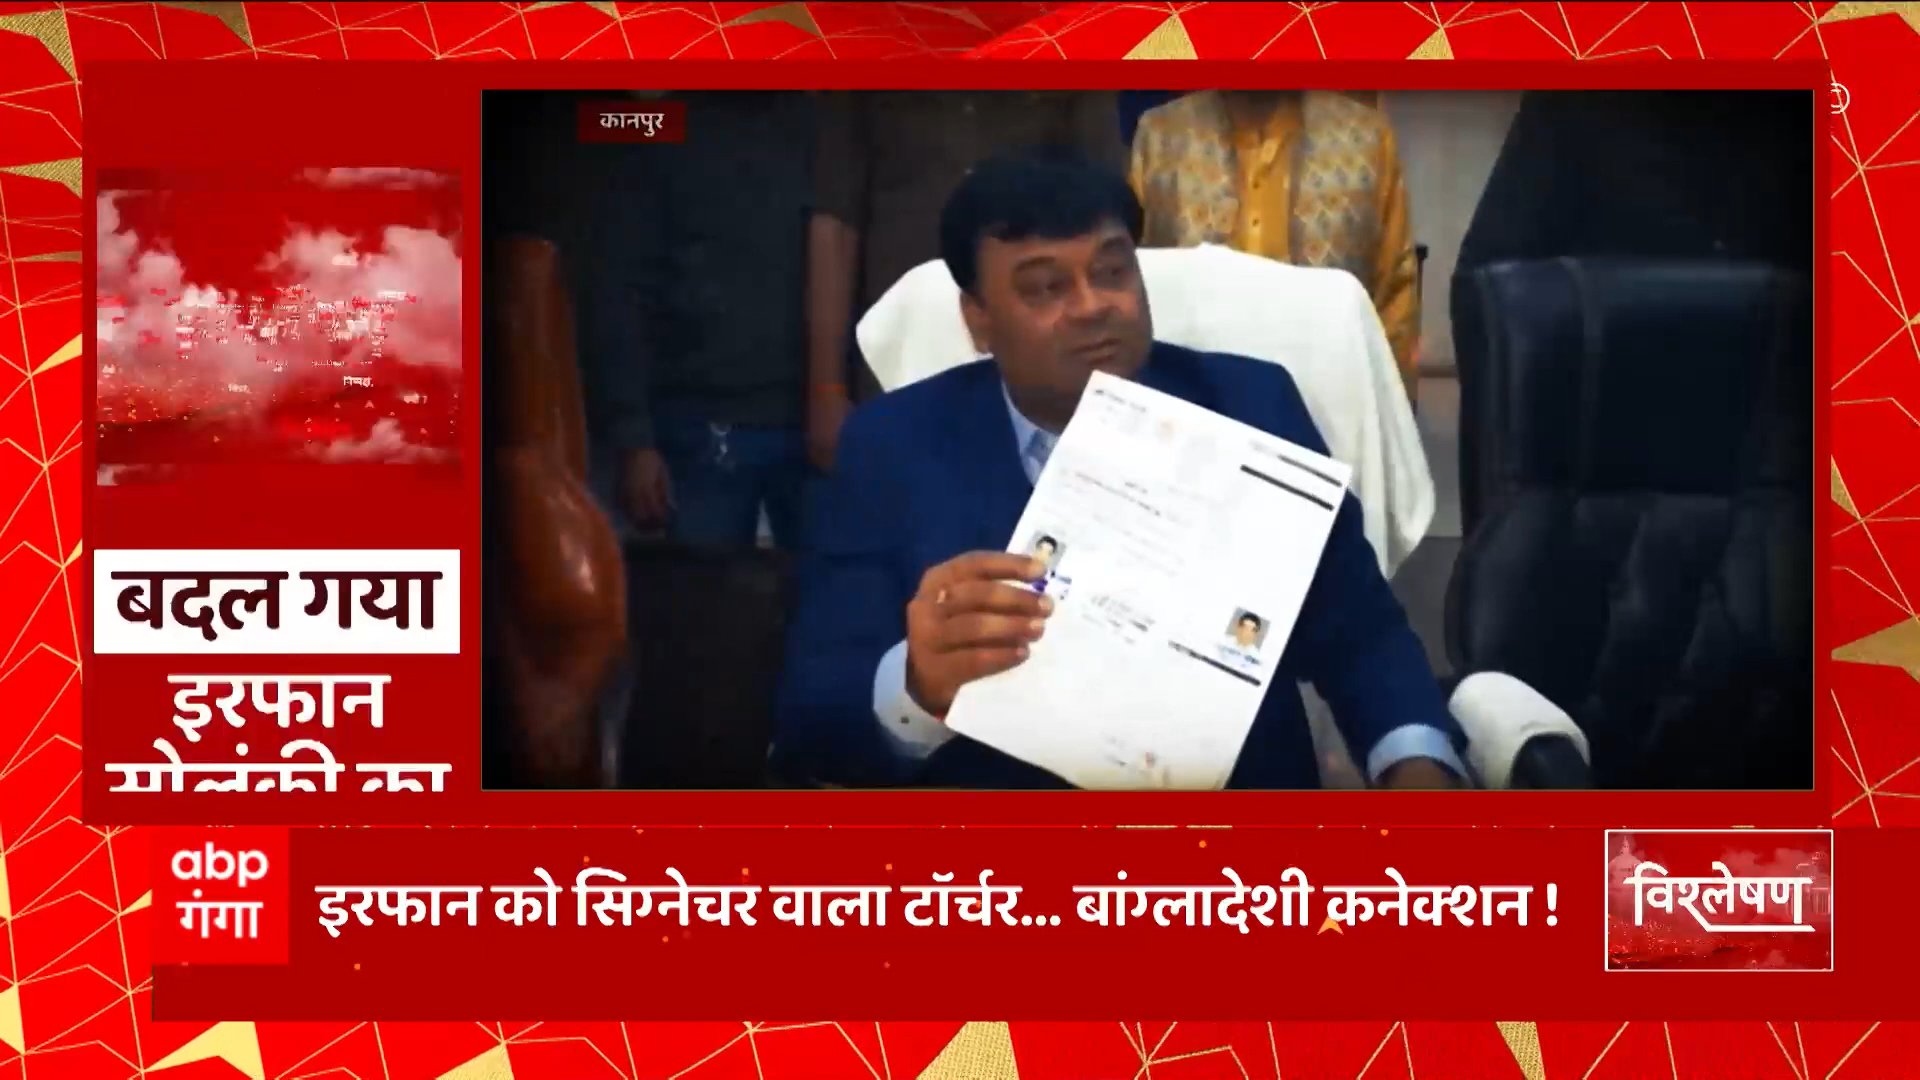 कानपुर
बदल गया
इरफान
सोलंकी का
abp
गंगा
इरफान को सिग्नेचर वाला टॉर्चर... बांग्लादेशी कनेक्शन !
विश्लेषण